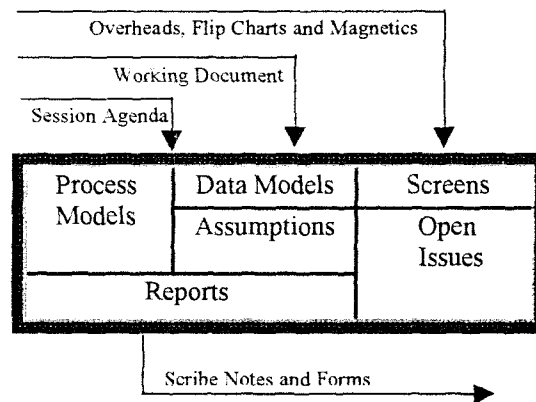 Overheads, Flip Charts and Magnetics
Working Document
Session Agenda
Process
Models
Data Models
Screens
Assumptions
Open
Issues
Reports
Scribe Notes and Forms